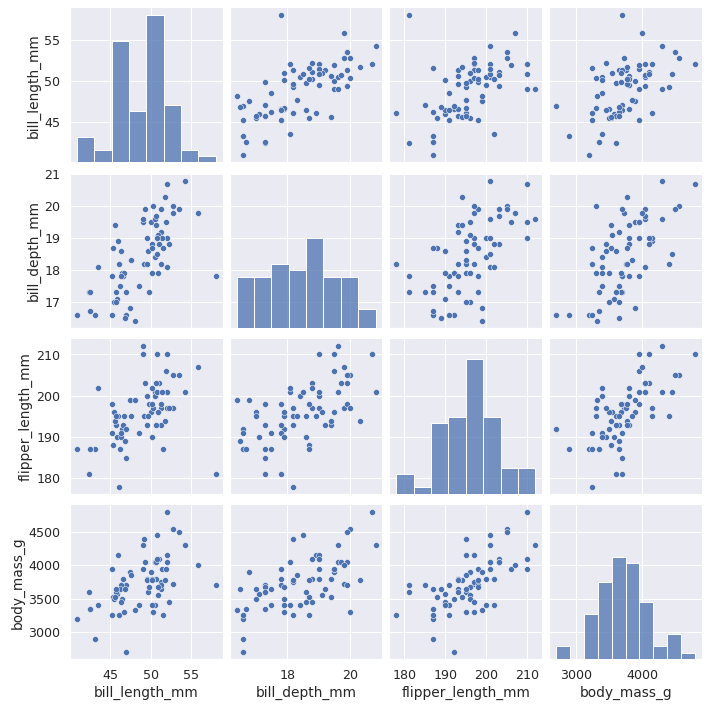 bill_length_mm
55
50
45
bill_depth_mm
21
20
19
18
17
flipper_length_mm
210
200
190
180
body_mass_g
4500
4000
3500
3000
45 50 55
18 20
180 190 200 210
3000 4000
bill_length_mm
bill_depth_mm
flipper_length_mm
body_mass_g